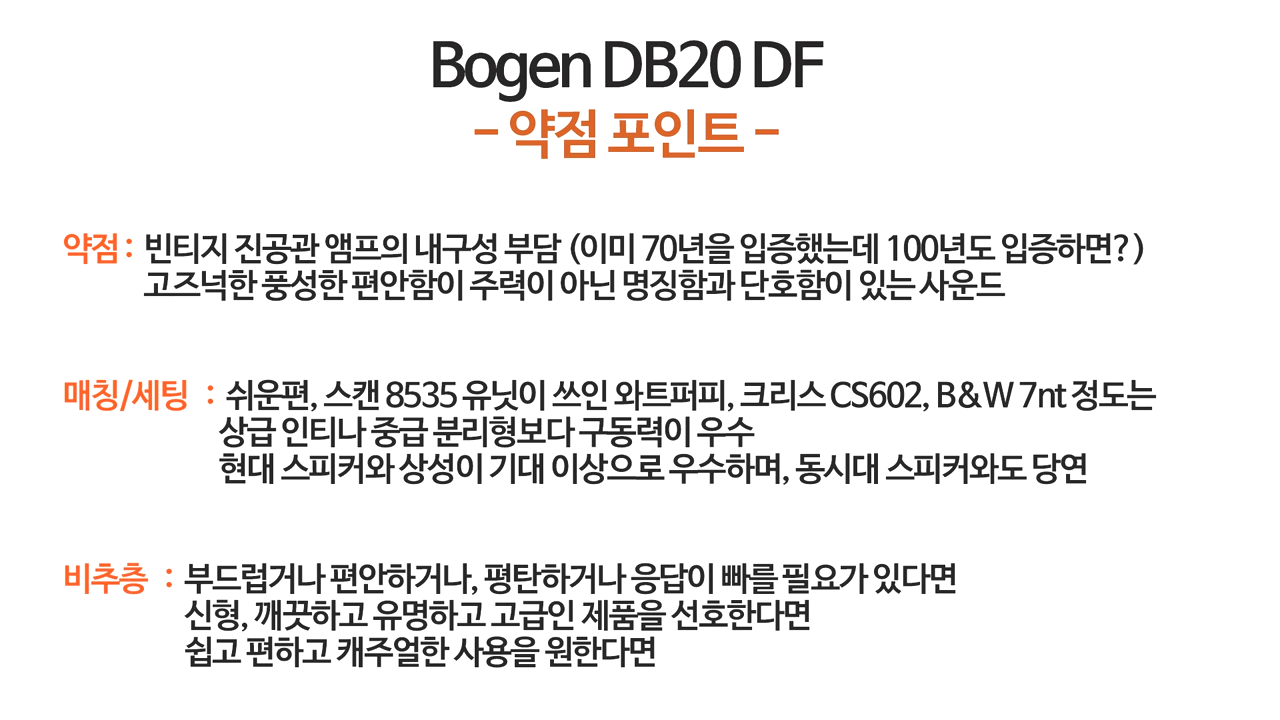 Bogen DB20 DF
- 약점 포인트 -
약점 : 빈티지 진공관 앰프의 내구성 부담 (이미 70년을 입증했는데 100년도 입증하면? )
고즈넉한 풍성한 편안함이 주력이 아닌 명징함과 단호함이 있는 사운드
매칭/세팅 : 쉬운편, 스캔 8535 유닛이 쓰인 와트퍼피, 크리스 CS602, B&W 7nt 정도는
상급 인티나 중급 분리형보다 구동력이 우수
현대 스피커와 상성이 기대 이상으로 우수하며, 동시대 스피커와도 당연
비추층 : 부드럽거나 편안하거나, 평탄하거나 응답이 빠를 필요가 있다면
신형, 깨끗하고 유명하고 고급인 제품을 선호한다면
쉽고 편하고 캐주얼한 사용을 원한다면